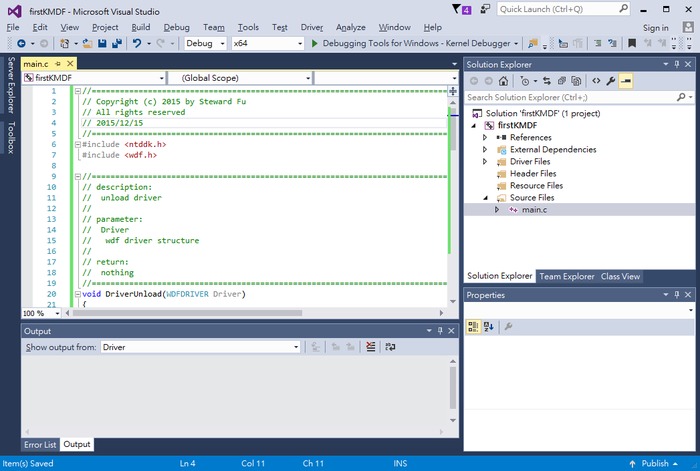 firstKMDF - Microsoft Visual Studio
4
Quick Launch (Ctrl+Q)
File Edit View Project Build Debug Team Tools Test Driver Analyze Window Help
Sign in
Debug x64 Debugging Tools for Windows - Kernel Debugger
Server Explorer
Toolbox
main.c
firstKMDF (Global Scope)
1 //=====================================================================
2 // Copyright (c) 2015 by Steward Fu
3 // All rights reserved
4 // 2015/12/15
5 //=====================================================================
6 #include <ntddk.h>
7 #include <wdf.h>
8
9 //=====================================================================
10 // description:
11 //  unload driver
12 //
13 // parameter:
14 //  Driver
15 //   wdf driver structure
16 //
17 // return:
18 //  nothing
19 //=====================================================================
20 void DriverUnload(WDFDRIVER Driver)
21 {
100 %
Output
Show output from: Driver
Error List Output
Solution Explorer
Search Solution Explorer (Ctrl+;)
Solution 'firstKMDF' (1 project)
firstKMDF
References
External Dependencies
Driver Files
Header Files
Resource Files
Source Files
main.c
Solution Explorer Team Explorer Class View
Properties
Item(s) Saved Ln 4 Col 11 Ch 11 INS Publish